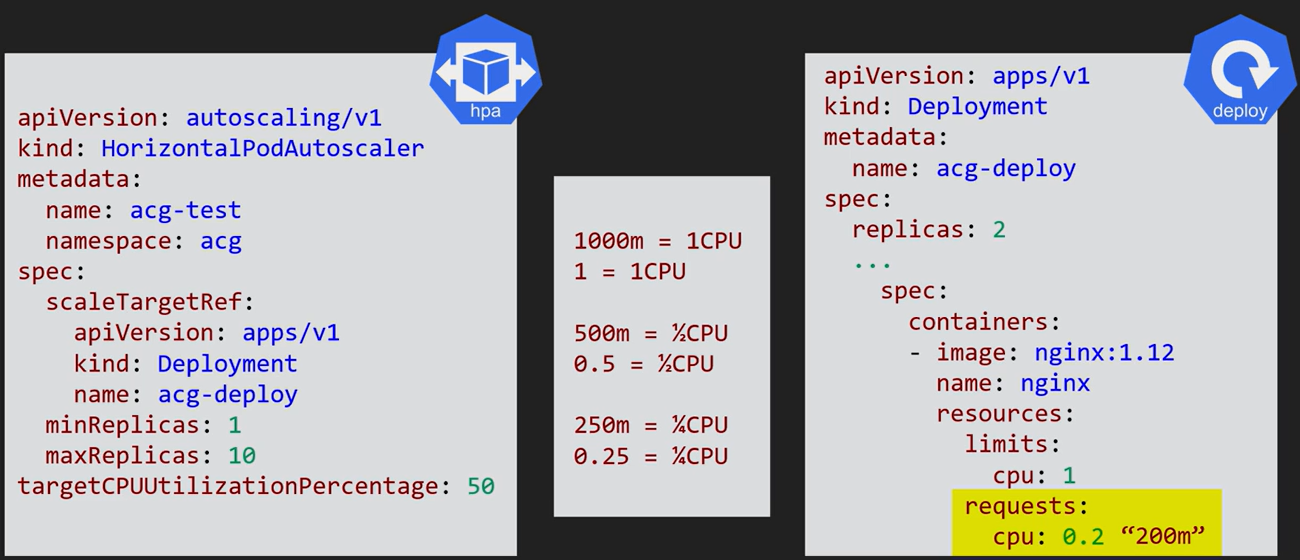 hpa
apiVersion: autoscaling/v1
kind: HorizontalPodAutoscaler
metadata:
  name: acg-test
  namespace: acg
spec:
  scaleTargetRef:
    apiVersion: apps/v1
    kind: Deployment
    name: acg-deploy
  minReplicas: 1
  maxReplicas: 10
targetCPUUtilizationPercentage: 50
1000m = 1CPU
1 = 1CPU
500m = ½CPU
0.5 = ½CPU
250m = ¼CPU
0.25 = ¼CPU
deploy
apiVersion: apps/v1
kind: Deployment
metadata:
  name: acg-deploy
spec:
  replicas: 2
  ...
    spec:
      containers:
      - image: nginx:1.12
        name: nginx
        resources:
          limits:
            cpu: 1
          requests:
            cpu: 0.2 “200m”